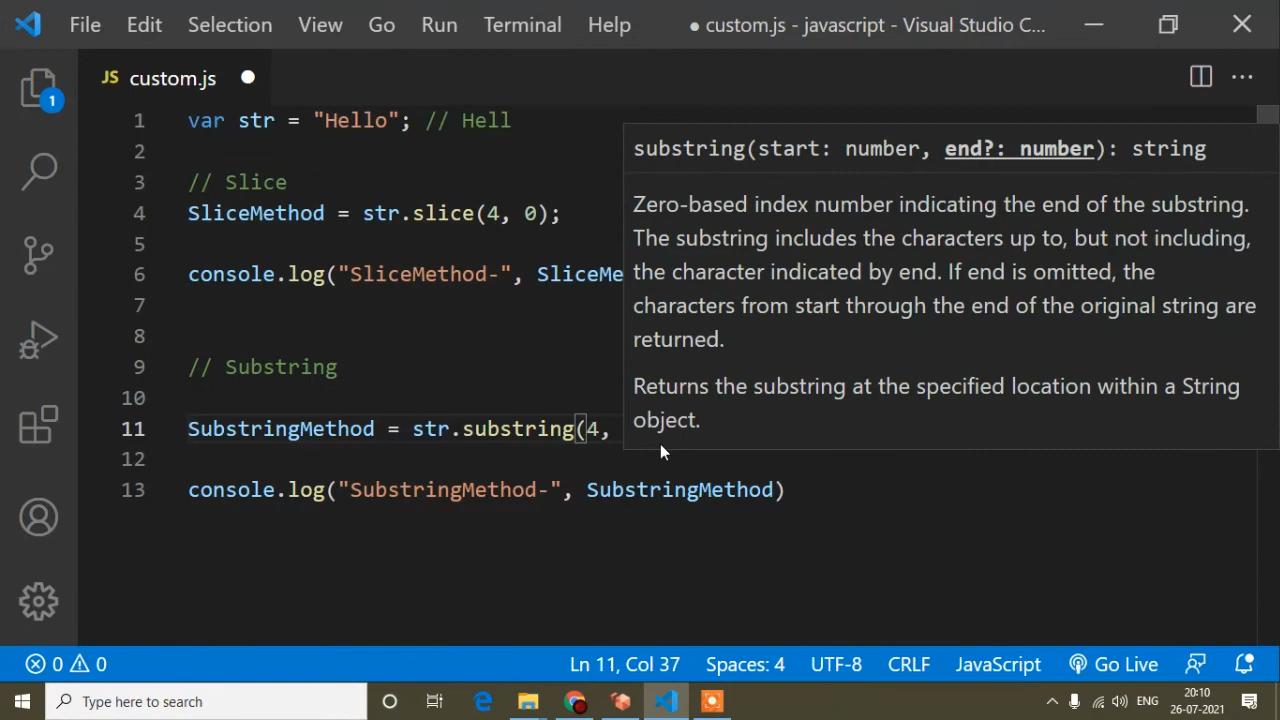 File Edit Selection View Go Run Terminal Help ● custom.js - javascript - Visual Studio C...
JS custom.js ●
1
1 var str = "Hello"; // Hell
2
3 // Slice
4 SliceMethod = str.slice(4, 0);
5
6 console.log("SliceMethod-", SliceMe
7
8
9 // Substring
10
11 SubstringMethod = str.substring(4,
12
13 console.log("SubstringMethod-", SubstringMethod)
substring(start: number, end?: number): string
Zero-based index number indicating the end of the substring.
The substring includes the characters up to, but not including,
the character indicated by end. If end is omitted, the
characters from start through the end of the original string are
returned.
Returns the substring at the specified location within a String
object.
0 0 Ln 11, Col 37 Spaces: 4 UTF-8 CRLF JavaScript Go Live
Type here to search ENG 20:10
26-07-2021